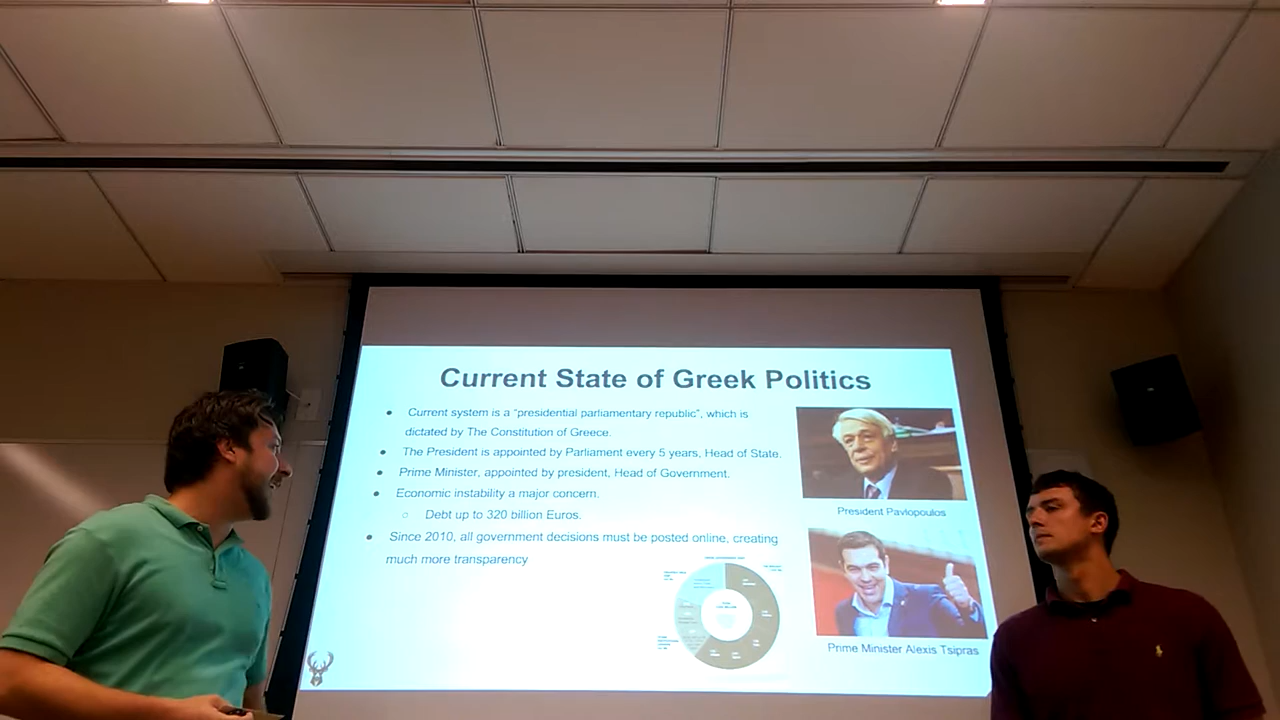 Current State of Greek Politics
Current system is a "presidential parliamentary republic", which is
dictated by The Constitution of Greece.
The President is appointed by Parliament every 5 years, Head of State.
Prime Minister, appointed by president, Head of Government.
Economic instability a major concern.
Debt up to 320 billion Euros.
Since 2010, all government decisions must be posted online, creating
much more transparency
President Pavlopoulos
Prime Minister Alexis Tsipras